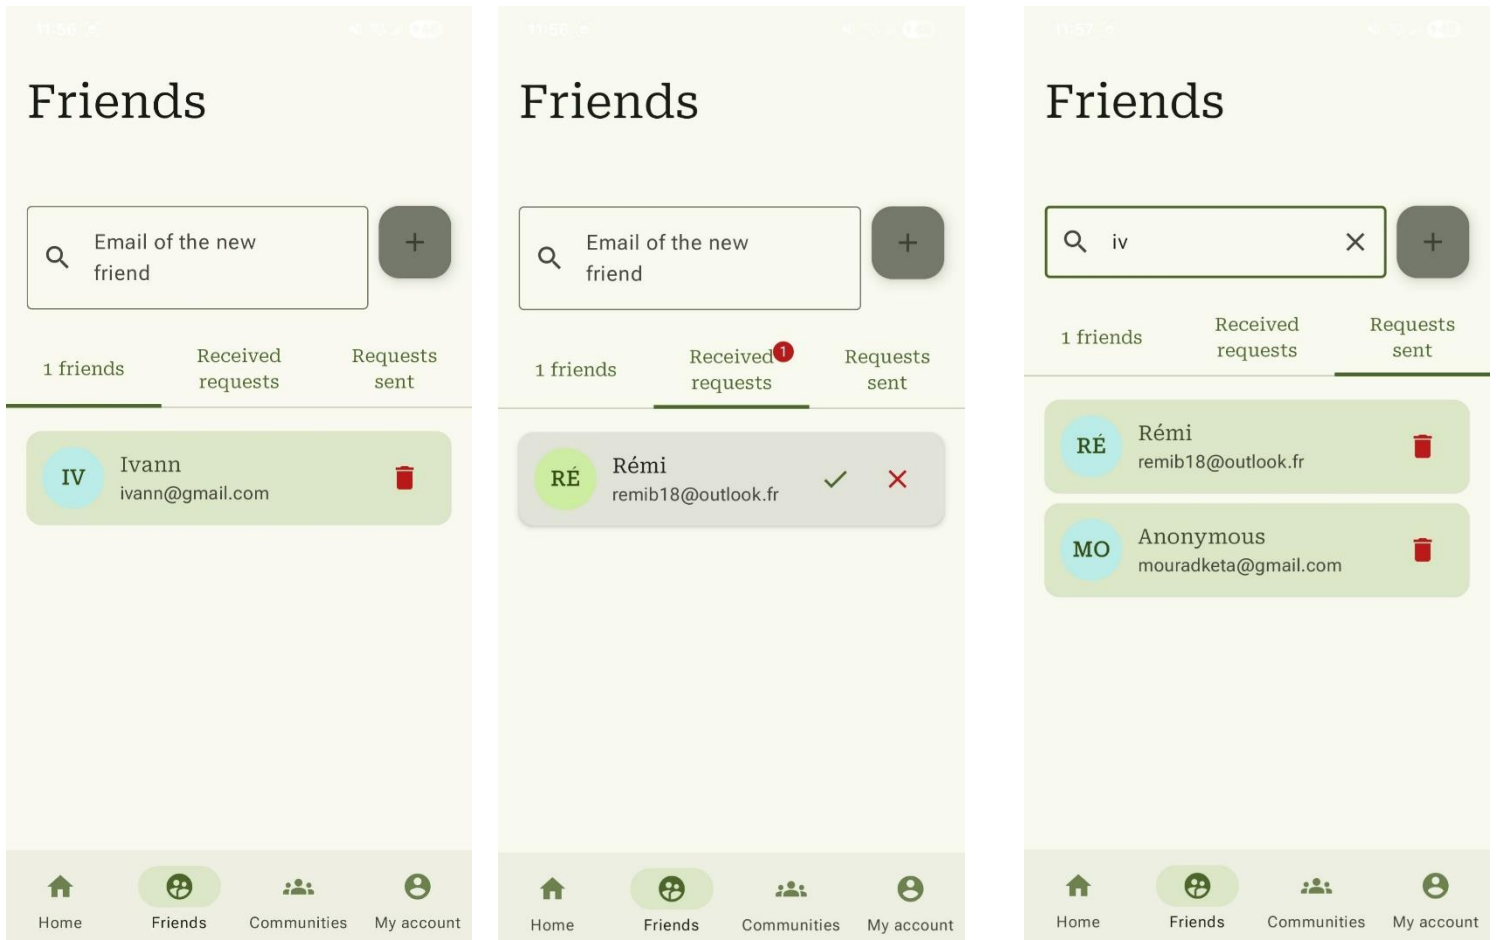 Friends
Email of the new
friend
1 friends
Received
requests
Requests
sent
IV
Ivann
ivann@gmail.com
Home
Friends
Communities
My account
Friends
Email of the new
friend
1 friends
Received 1
requests
Requests
sent
RÉ
Rémi
remib18@outlook.fr
Home
Friends
Communities
My account
11:57
Friends
iv
1 friends
Received
requests
Requests
sent
RÉ
Rémi
remib18@outlook.fr
MO
Anonymous
mouradketa@gmail.com
Home
Friends
Communities
My account